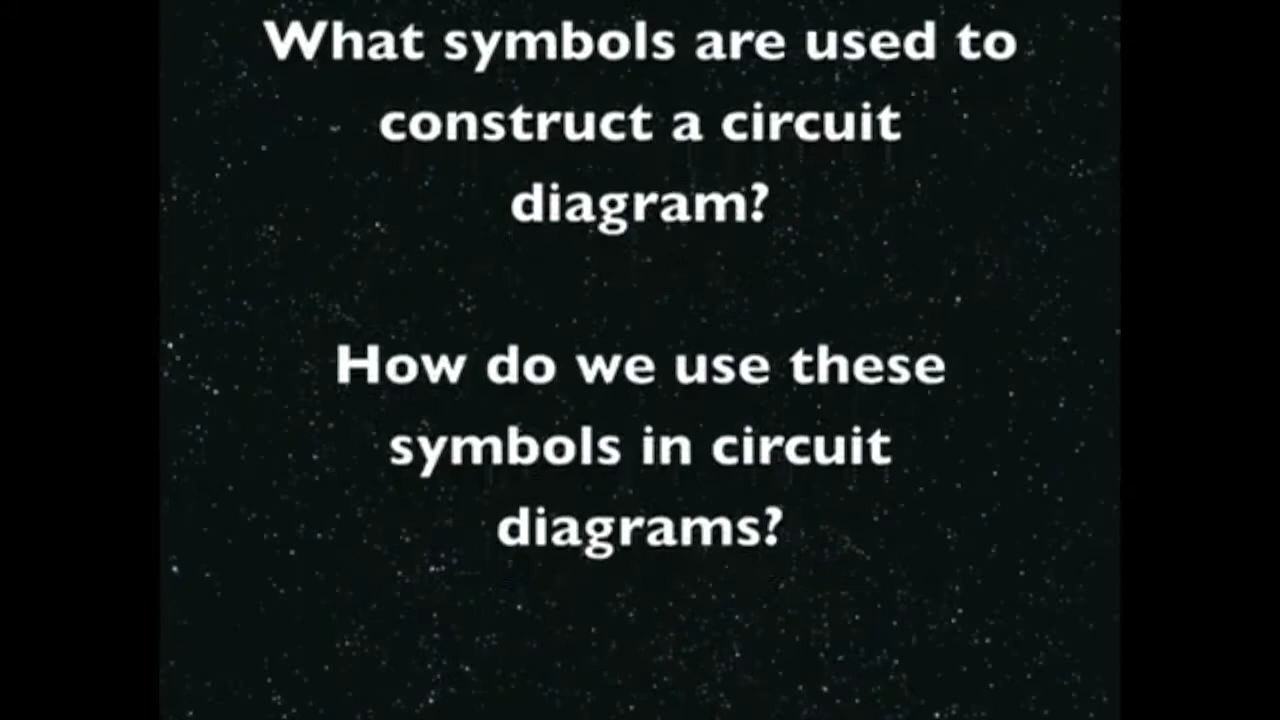 What symbols are used to
construct a circuit
diagram?
How do we use these
symbols in circuit
diagrams?